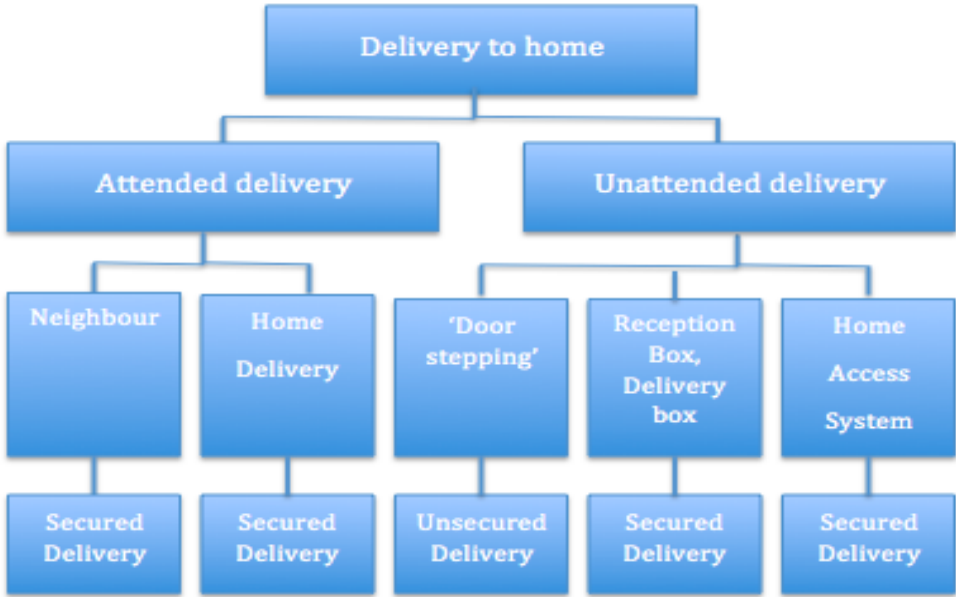 Delivery to home
Attended delivery
Unattended delivery
Neighbour
Home
Delivery
‘Door
stepping’
Reception
Box,
Delivery
box
Home
Access
System
Secured
Delivery
Secured
Delivery
Unsecured
Delivery
Secured
Delivery
Secured
Delivery